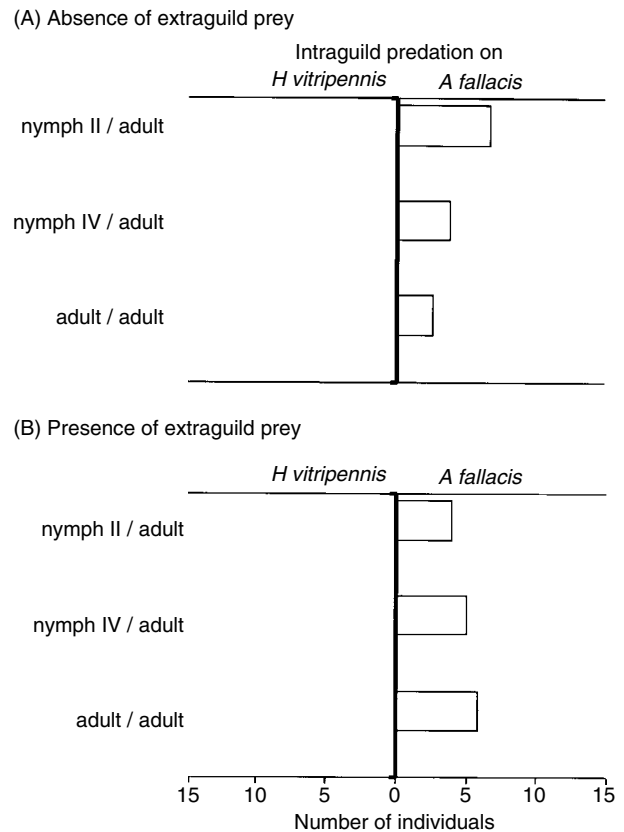 (A) Absence of extraguild prey
Intraguild predation on
H vitripennis A fallacis
nymph II / adult
nymph IV / adult
adult / adult
(B) Presence of extraguild prey
H vitripennis A fallacis
nymph II / adult
nymph IV / adult
adult / adult
15 10 5 0 5 10 15
Number of individuals